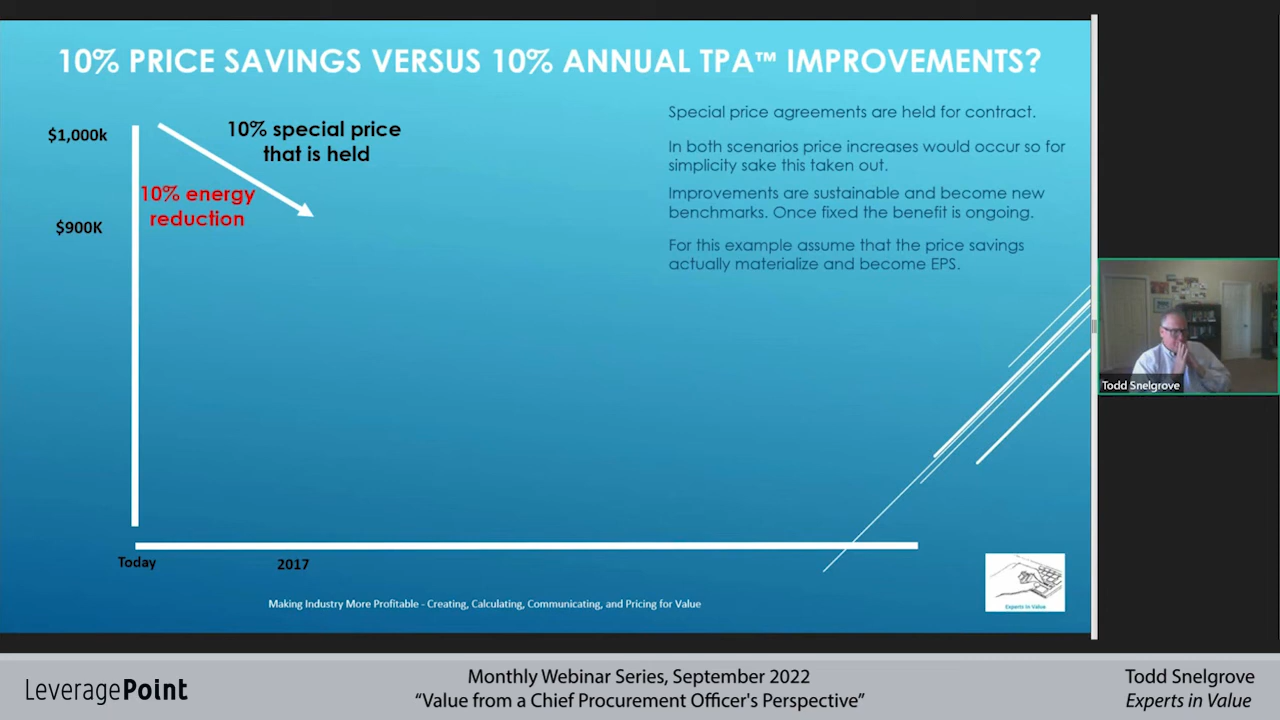 10% PRICE SAVINGS VERSUS 10% ANNUAL TPA™ IMPROVEMENTS?
$1,000k
10% special price
that is held
10% energy
reduction
$900K
Special price agreements are held for contract.
In both scenarios price increases would occur so for
simplicity sake this taken out.
Improvements are sustainable and become new
benchmarks. Once fixed the benefit is ongoing.
For this example assume that the price savings
actually materialize and become EPS.
Today
2017
Making Industry More Profitable - Creating, Calculating, Communicating, and Pricing for Value
Experts in Value
Todd Snelgrove
LeveragePoint
Monthly Webinar Series, September 2022
“Value from a Chief Procurement Officer's Perspective”
Todd Snelgrove
Experts in Value